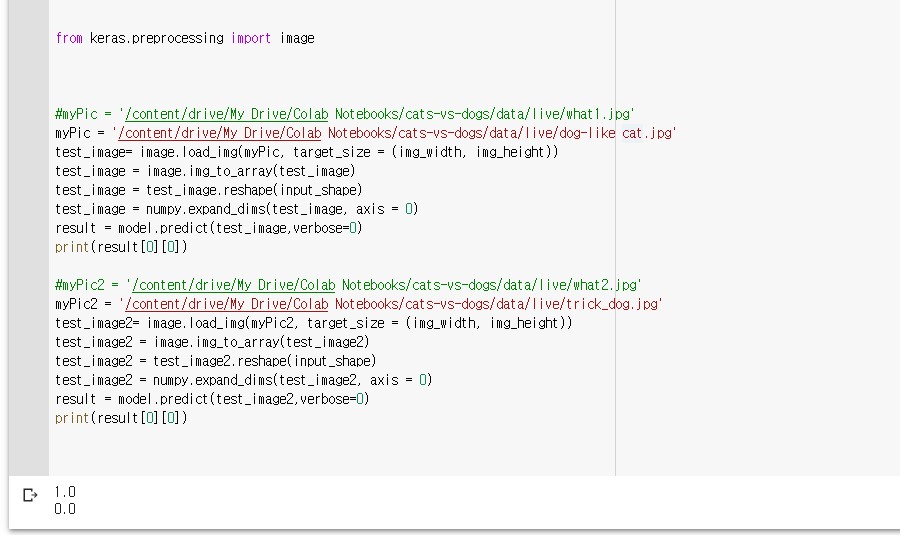 from keras.preprocessing import image
#myPic = '/content/drive/My Drive/Colab Notebooks/cats-vs-dogs/data/live/what1.jpg'
myPic = '/content/drive/My Drive/Colab Notebooks/cats-vs-dogs/data/live/dog-like cat.jpg'
test_image= image.load_img(myPic, target_size = (img_width, img_height))
test_image = image.img_to_array(test_image)
test_image = test_image.reshape(input_shape)
test_image = numpy.expand_dims(test_image, axis = 0)
result = model.predict(test_image,verbose=0)
print(result[0][0])
#myPic2 = '/content/drive/My Drive/Colab Notebooks/cats-vs-dogs/data/live/what2.jpg'
myPic2 = '/content/drive/My Drive/Colab Notebooks/cats-vs-dogs/data/live/trick_dog.jpg'
test_image2= image.load_img(myPic2, target_size = (img_width, img_height))
test_image2 = image.img_to_array(test_image2)
test_image2 = test_image2.reshape(input_shape)
test_image2 = numpy.expand_dims(test_image2, axis = 0)
result = model.predict(test_image2,verbose=0)
print(result[0][0])
1.0
0.0